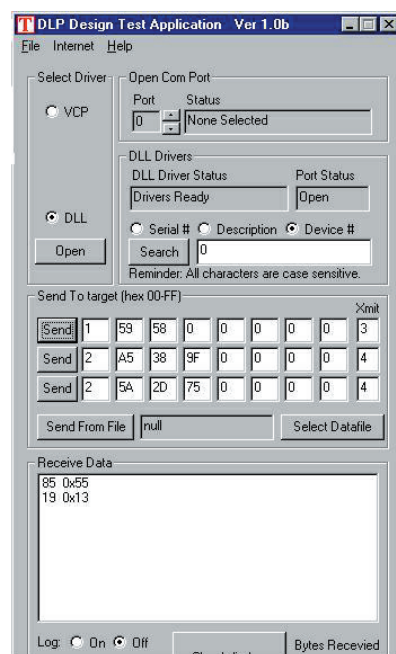 T DLP Design Test Application Ver 1.0b
File Internet Help
Select Driver
VCP
DLL
Open
Open Com Port
Port Status
0 None Selected
DLL Drivers
DLL Driver Status Port Status
Drivers Ready Open
Serial # Description Device #
Search 0
Reminder: All characters are case sensitive.
Send To target (hex 00-FF)
Xmit
Send 1 59 58 0 0 0 0 0 3
Send 2 A5 38 9F 0 0 0 0 4
Send 2 5A 2D 75 0 0 0 0 4
Send From File null Select Datafile
Receive Data
85 0x55
19 0x13
Log: On Off
Bytes Recevied